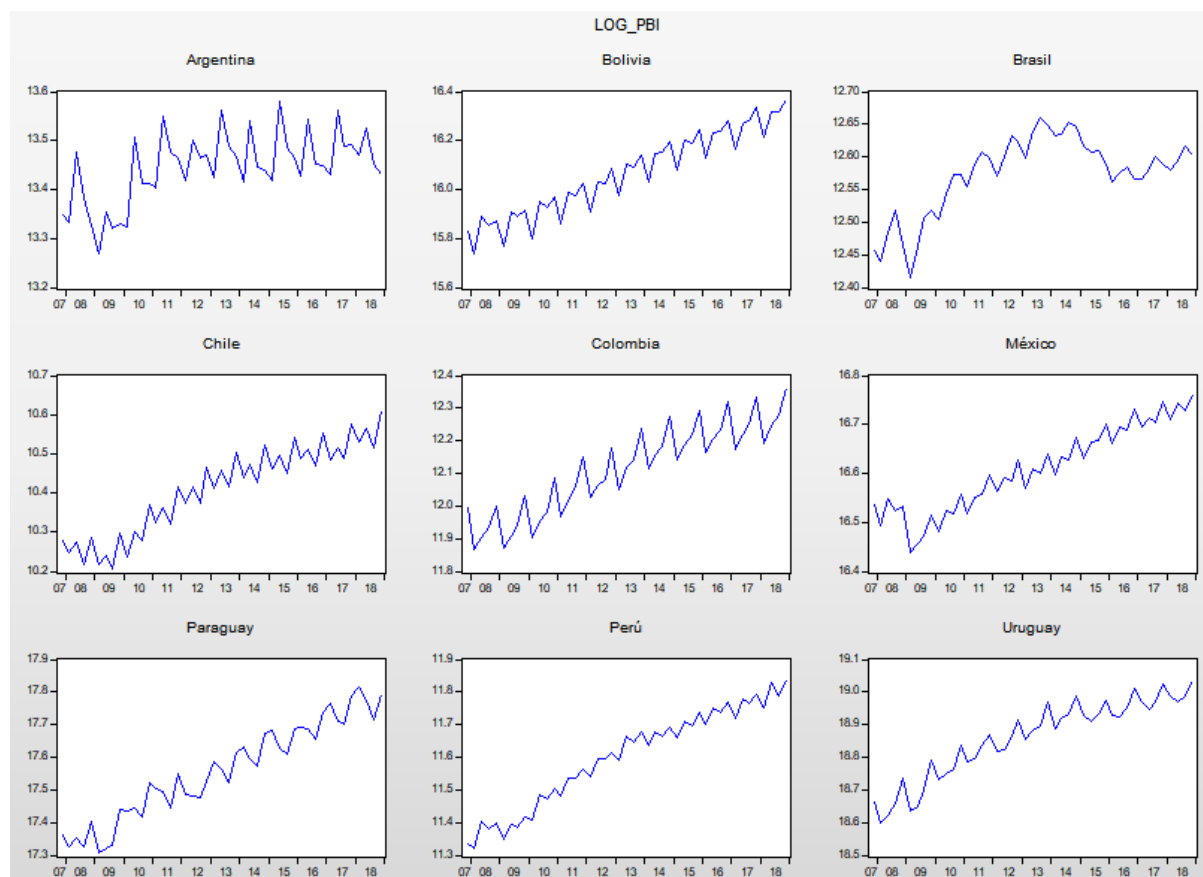 LOG_PBI
Argentina
13.6
13.5
13.4
13.3
13.2
07 08 09 10 11 12 13 14 15 16 17 18
Bolivia
16.4
16.2
16.0
15.8
15.6
07 08 09 10 11 12 13 14 15 16 17 18
Brasil
12.70
12.65
12.60
12.55
12.50
12.45
12.40
07 08 09 10 11 12 13 14 15 16 17 18
Chile
10.7
10.6
10.5
10.4
10.3
10.2
07 08 09 10 11 12 13 14 15 16 17 18
Colombia
12.4
12.3
12.2
12.1
12.0
11.9
11.8
07 08 09 10 11 12 13 14 15 16 17 18
México
16.8
16.7
16.6
16.5
16.4
07 08 09 10 11 12 13 14 15 16 17 18
Paraguay
17.9
17.8
17.7
17.6
17.5
17.4
17.3
07 08 09 10 11 12 13 14 15 16 17 18
Perú
11.9
11.8
11.7
11.6
11.5
11.4
11.3
07 08 09 10 11 12 13 14 15 16 17 18
Uruguay
19.1
19.0
18.9
18.8
18.7
18.6
18.5
07 08 09 10 11 12 13 14 15 16 17 18